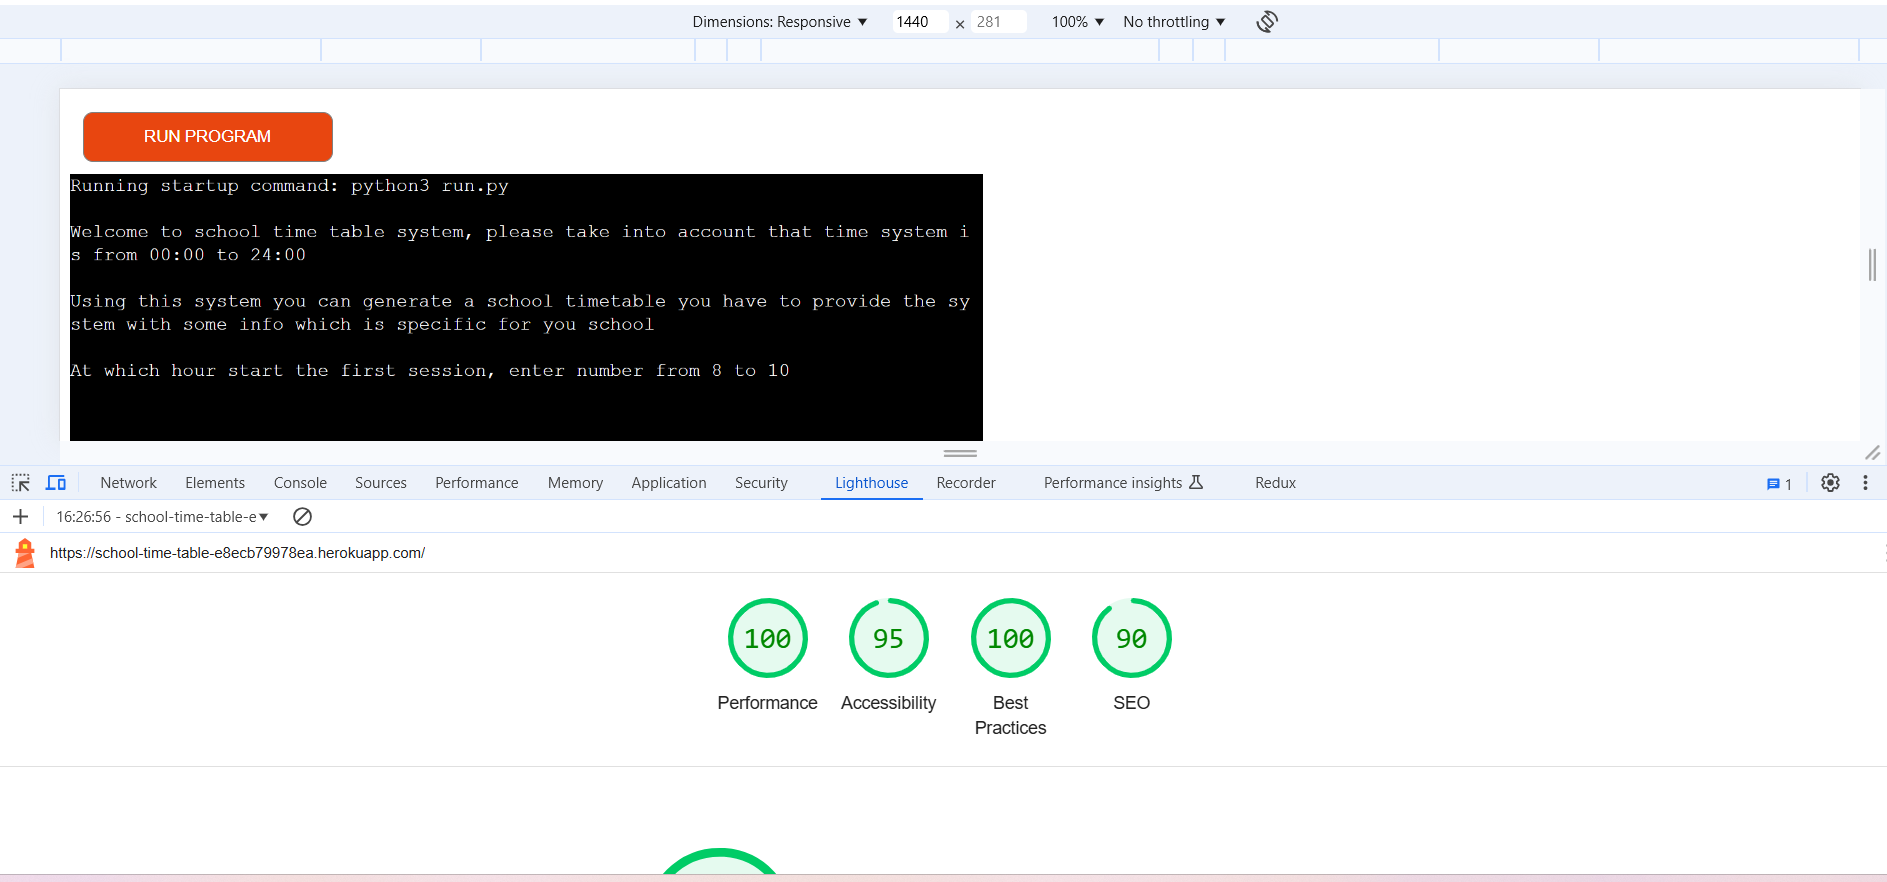 Dimensions: Responsive ▼ 1440 × 281 100% ▼ No throttling ▼
RUN PROGRAM
Running startup command: python3 run.py
Welcome to school time table system, please take into account that time system i
s from 00:00 to 24:00
Using this system you can generate a school timetable you have to provide the sy
stem with some info which is specific for you school
At which hour start the first session, enter number from 8 to 10
Network Elements Console Sources Performance Memory Application Security Lighthouse Recorder Performance insights Redux 1
16:26:56 - school-time-table-e▼
https://school-time-table-e8ecb79978ea.herokuapp.com/
100 95 100 90
Performance Accessibility Best SEO
Practices